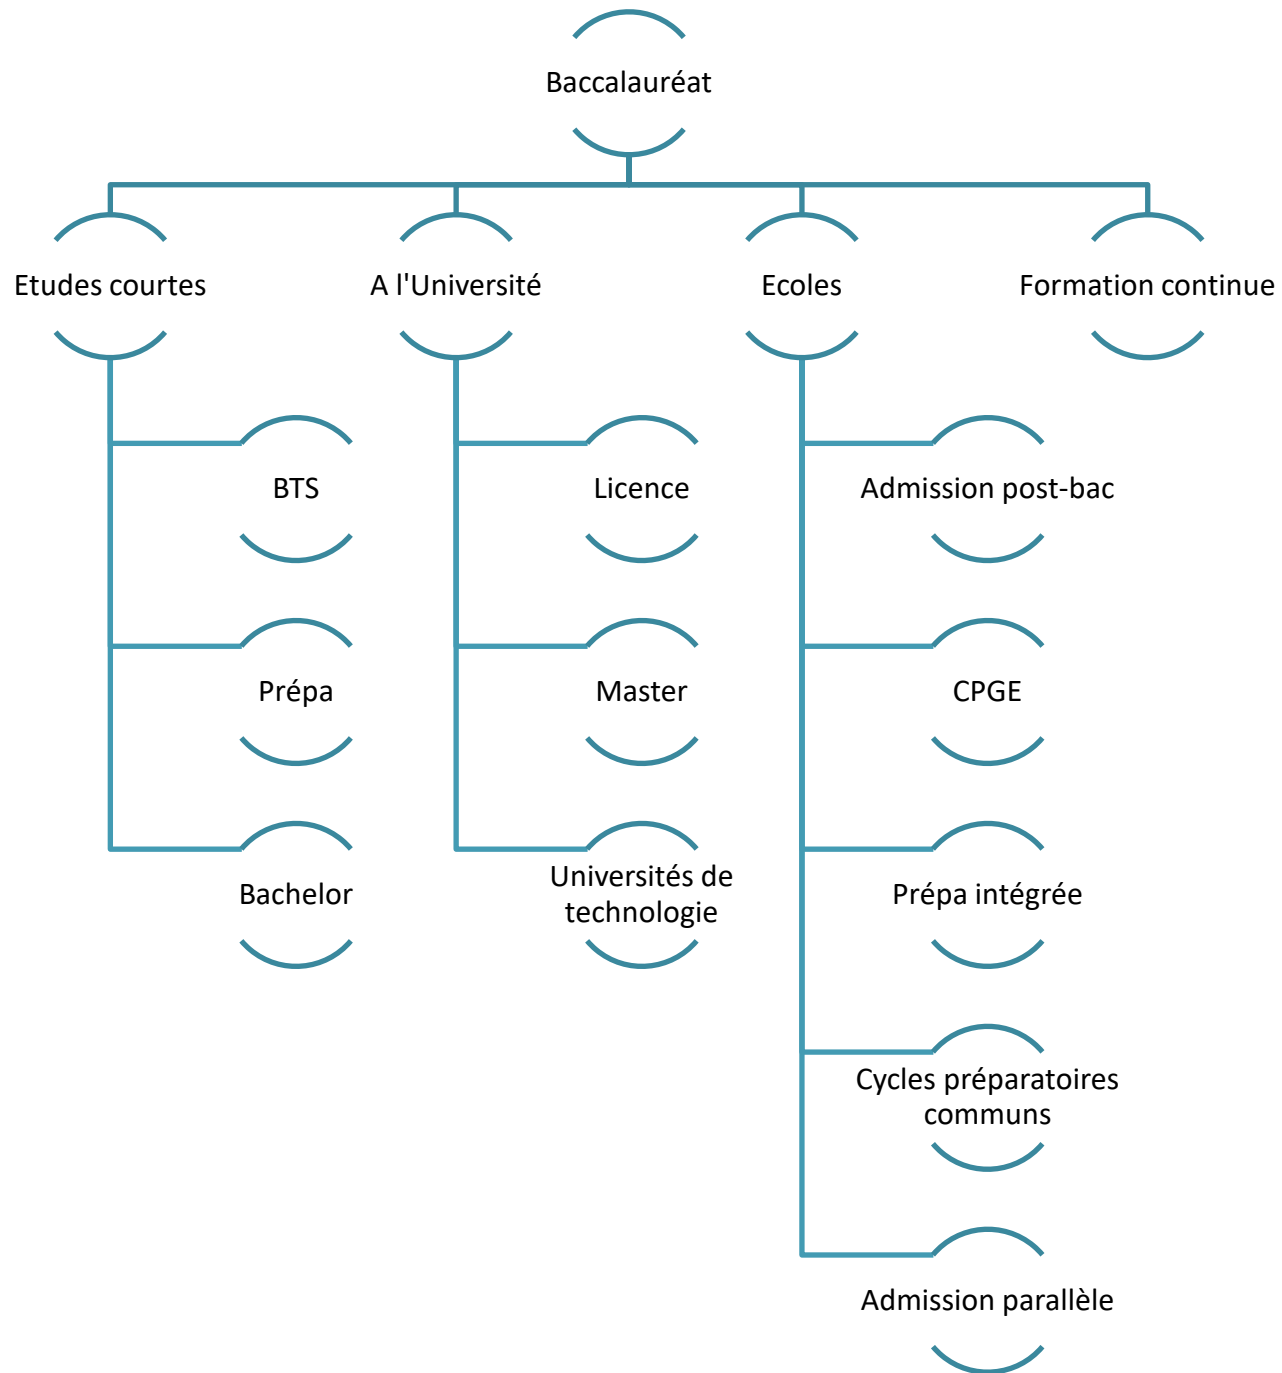 Baccalauréat
Etudes courtes
A l'Université
Ecoles
Formation continue
BTS
Licence
Admission post-bac
Prépa
Master
CPGE
Bachelor
Universités de
technologie
Prépa intégrée
Cycles préparatoires
communs
Admission parallèle